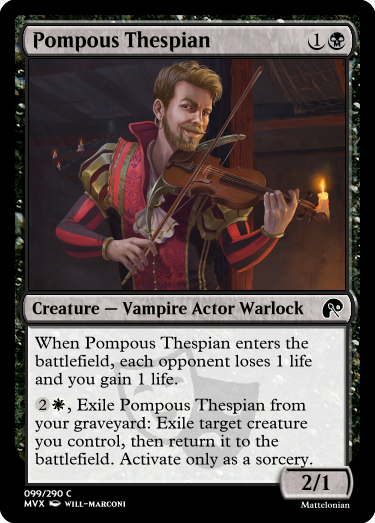 Pompous Thespian 1
Creature — Vampire Actor Warlock
When Pompous Thespian enters the
battlefield, each opponent loses 1 life
and you gain 1 life.
2, Exile Pompous Thespian from
your graveyard: Exile target creature
you control, then return it to the
battlefield. Activate only as a sorcery.
2/1
099/290 C
MVX WILL-MARCONI
Mattelonian